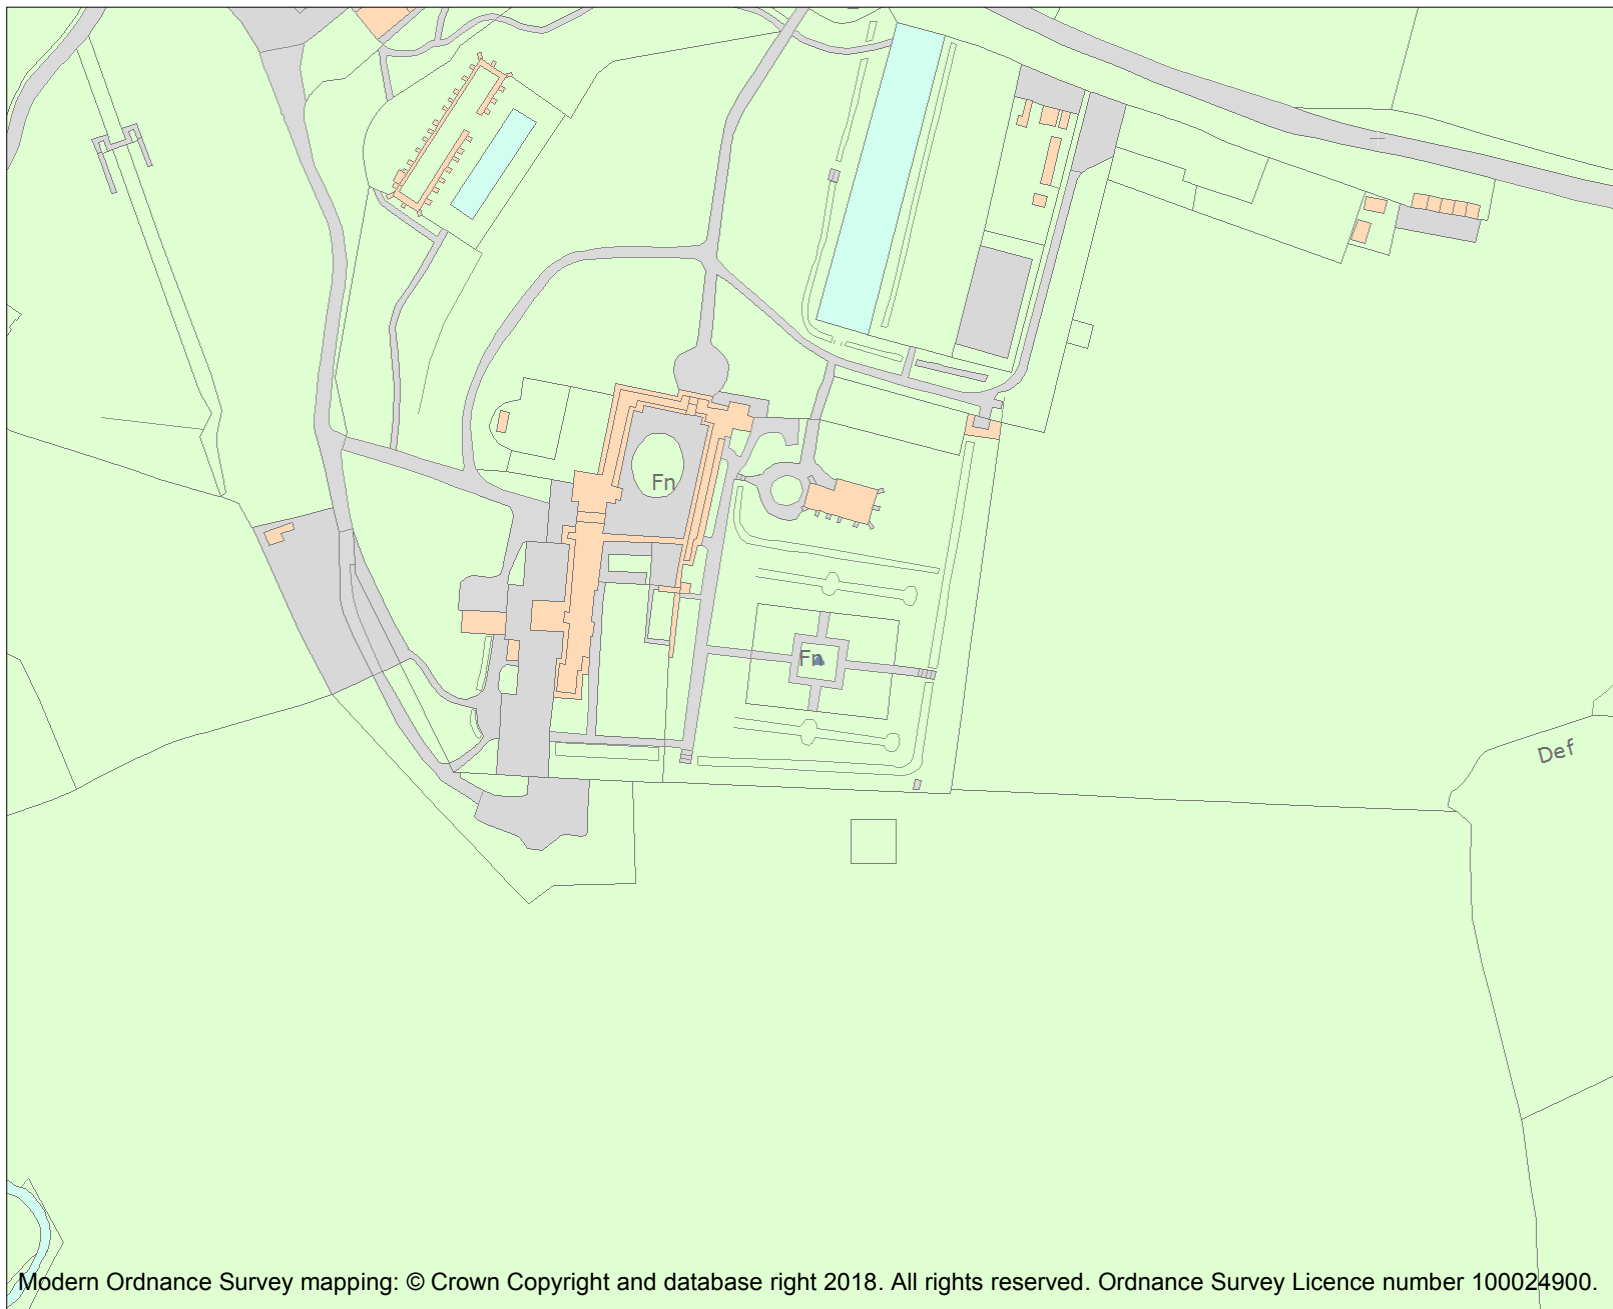 Fn
Fn
Def
Modern Ordnance Survey mapping: © Crown Copyright and database right 2018. All rights reserved. Ordnance Survey Licence number 100024900.